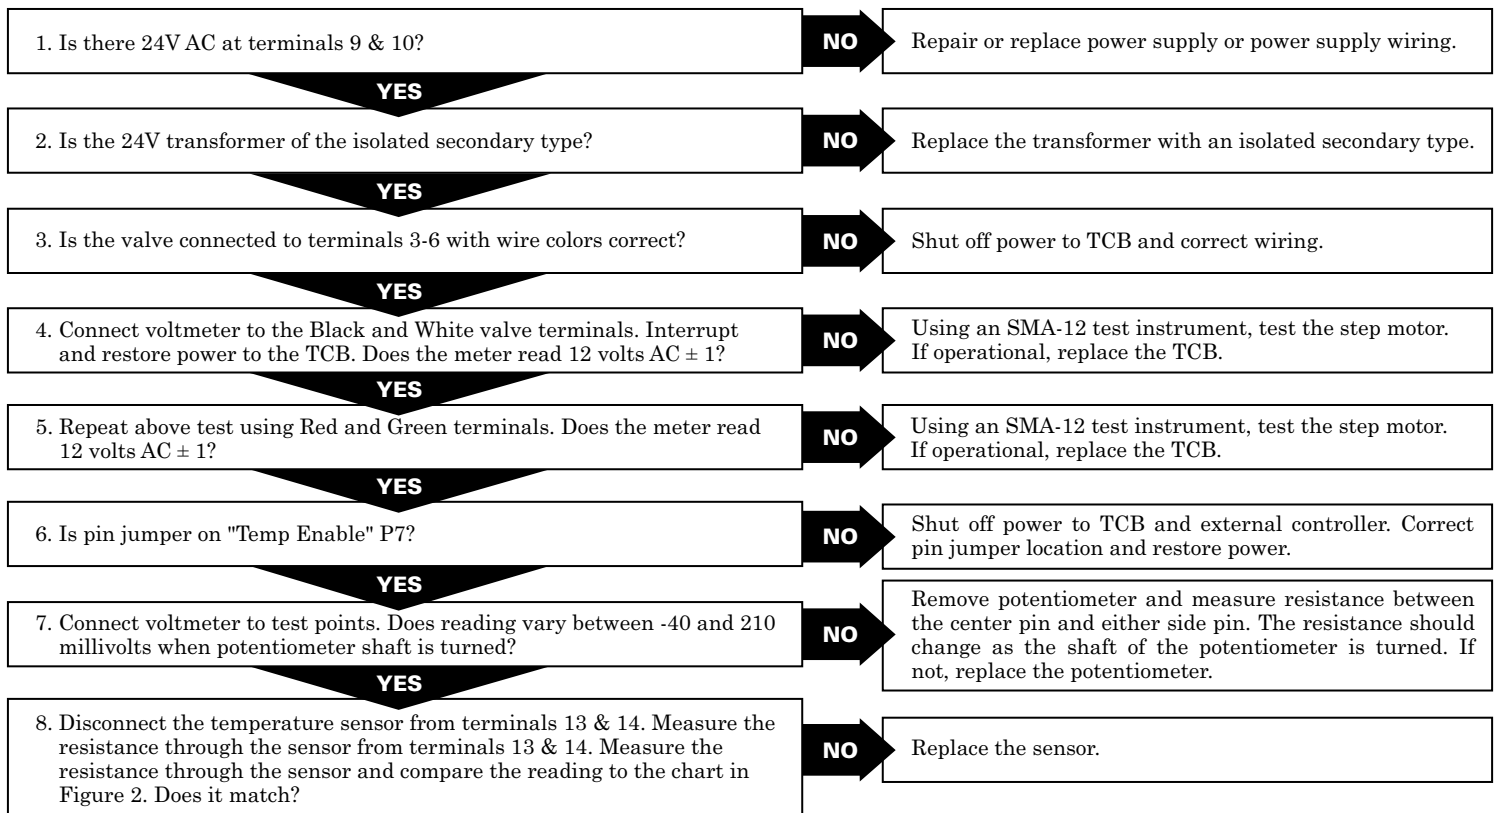 1. Is there 24V AC at terminals 9 & 10?
NO
Repair or replace power supply or power supply wiring.
YES
2. Is the 24V transformer of the isolated secondary type?
NO
Replace the transformer with an isolated secondary type.
YES
3. Is the valve connected to terminals 3-6 with wire colors correct?
NO
Shut off power to TCB and correct wiring.
YES
4. Connect voltmeter to the Black and White valve terminals. Interrupt
and restore power to the TCB. Does the meter read 12 volts AC ± 1?
NO
Using an SMA-12 test instrument, test the step motor.
If operational, replace the TCB.
YES
5. Repeat above test using Red and Green terminals. Does the meter read
12 volts AC ± 1?
NO
Using an SMA-12 test instrument, test the step motor.
If operational, replace the TCB.
YES
6. Is pin jumper on "Temp Enable" P7?
NO
Shut off power to TCB and external controller. Correct
pin jumper location and restore power.
YES
7. Connect voltmeter to test points. Does reading vary between -40 and 210
millivolts when potentiometer shaft is turned?
NO
Remove potentiometer and measure resistance between
the center pin and either side pin. The resistance should
change as the shaft of the potentiometer is turned. If
not, replace the potentiometer.
YES
8. Disconnect the temperature sensor from terminals 13 & 14. Measure the
resistance through the sensor from terminals 13 & 14. Measure the
resistance through the sensor and compare the reading to the chart in
Figure 2. Does it match?
NO
Replace the sensor.